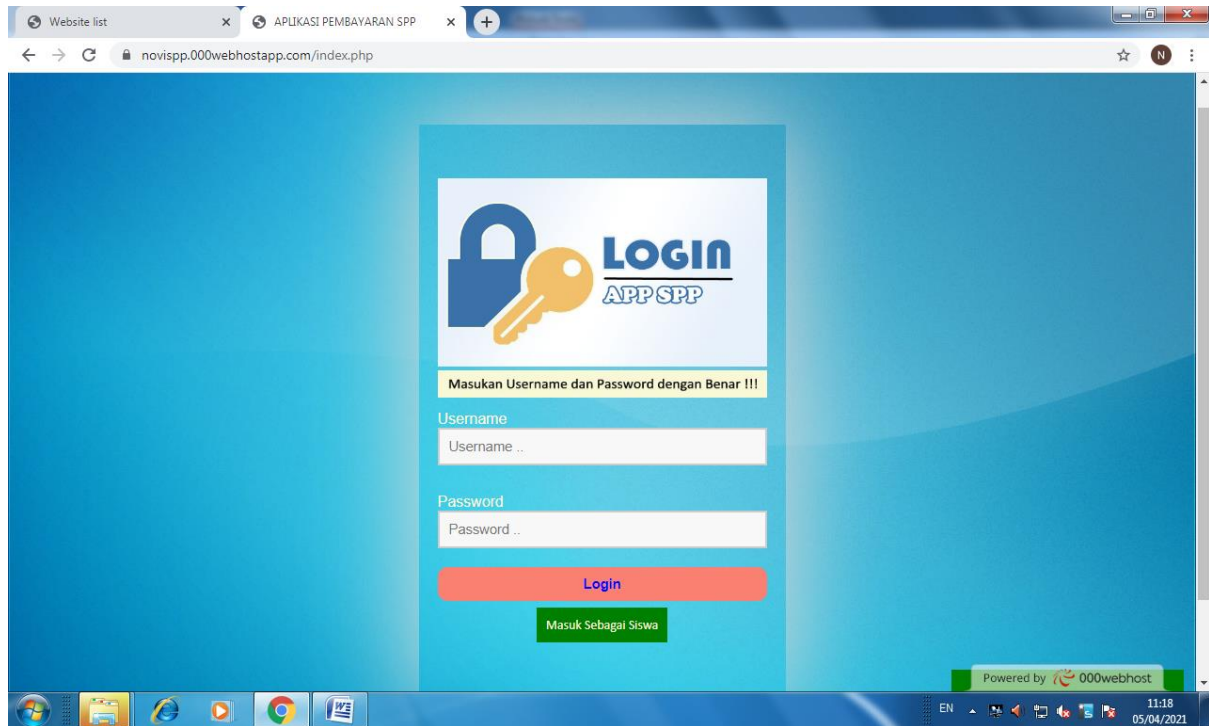 Website list
APLIKASI PEMBAYARAN SPP
novispp.000webhostapp.com/index.php
N
LOGIN
APP SPP
Masukan Username dan Password dengan Benar !!!
Username
Username ..
Password
Password ..
Login
Masuk Sebagai Siswa
Powered by 000webhost
EN
11:18
05/04/2021